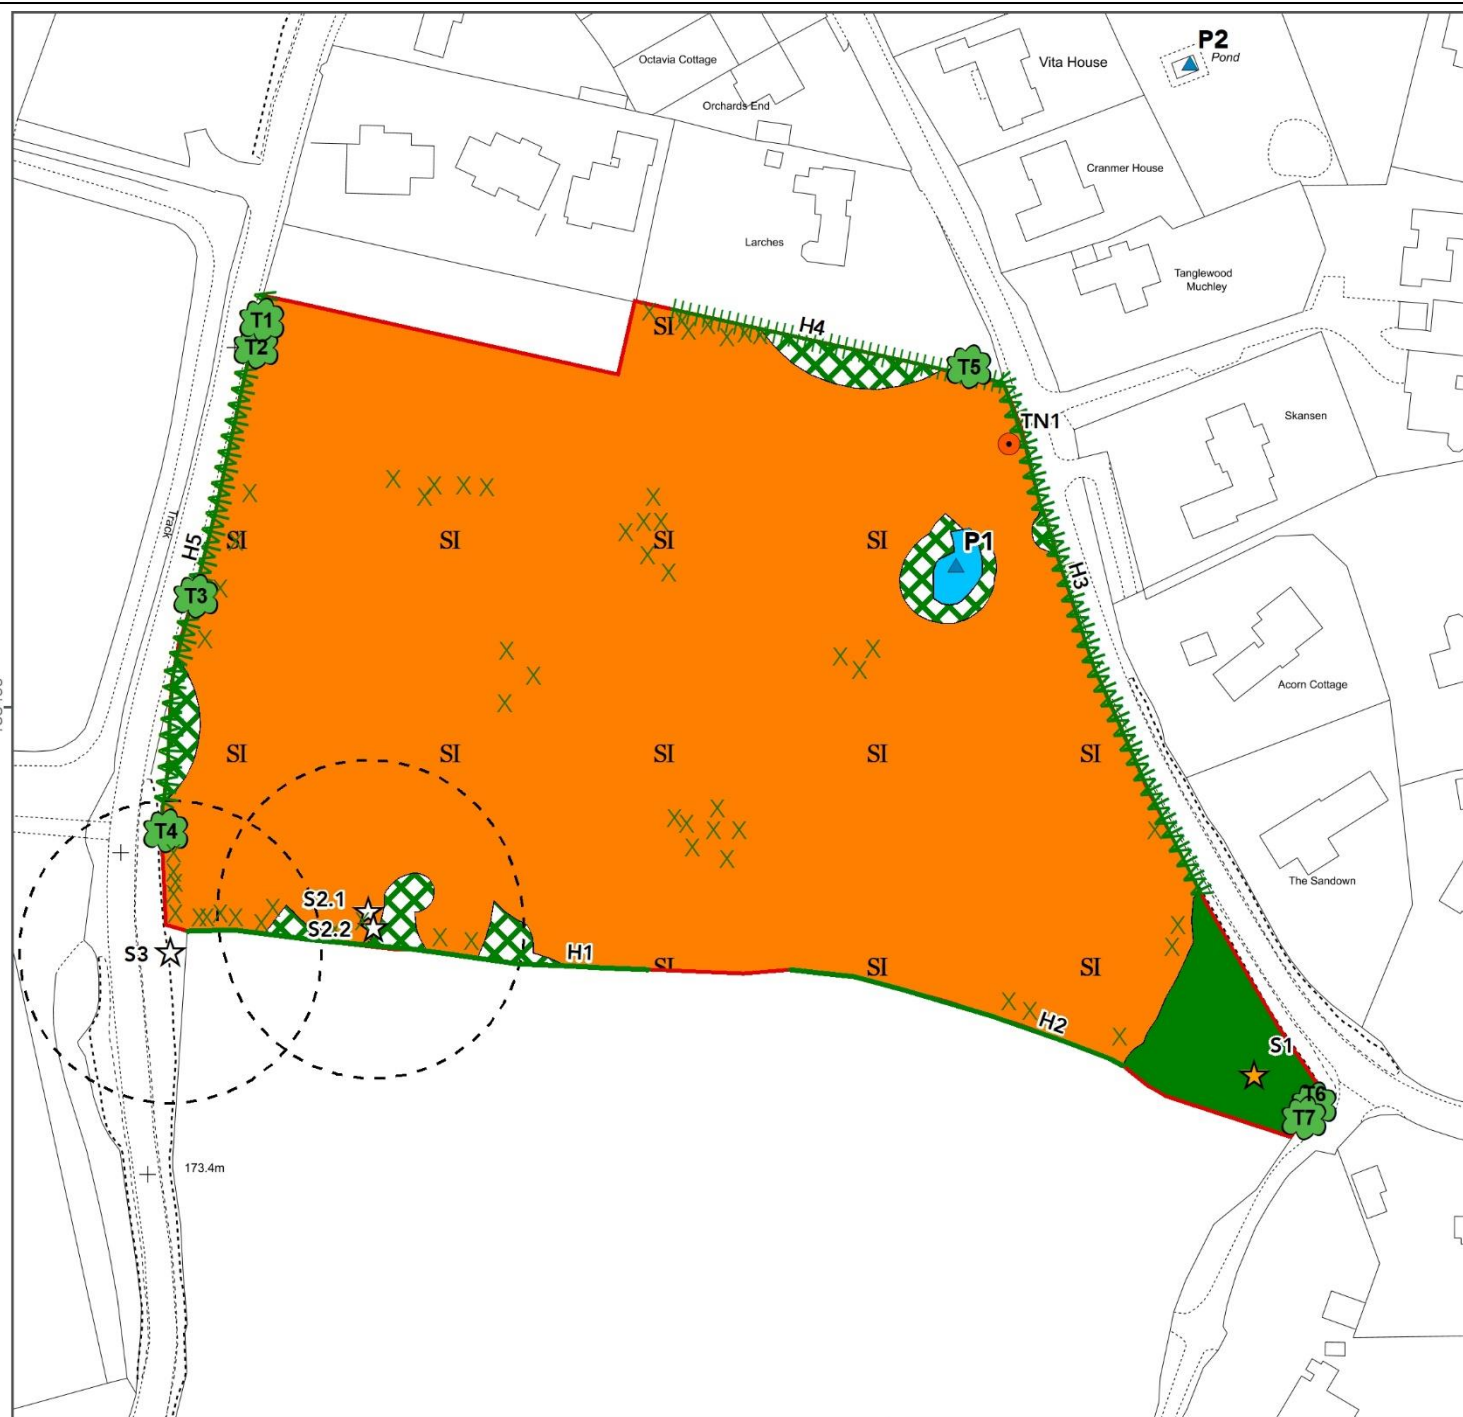 P2
Pond
Vita House
Octavia Cottage
Orchards End
Cranmer House
Larches
Tanglewood
Muchley
T1
T2
SI
H4
T5
TN1
Skansen
Track
H5
SI
SI
SI
SI
P1
H3
T3
Acorn Cottage
SI
SI
SI
SI
SI
T4
The Sandown
S2.1
S2.2
S3
H1
SI
SI
SI
H2
S1
T6
T7
173.4m